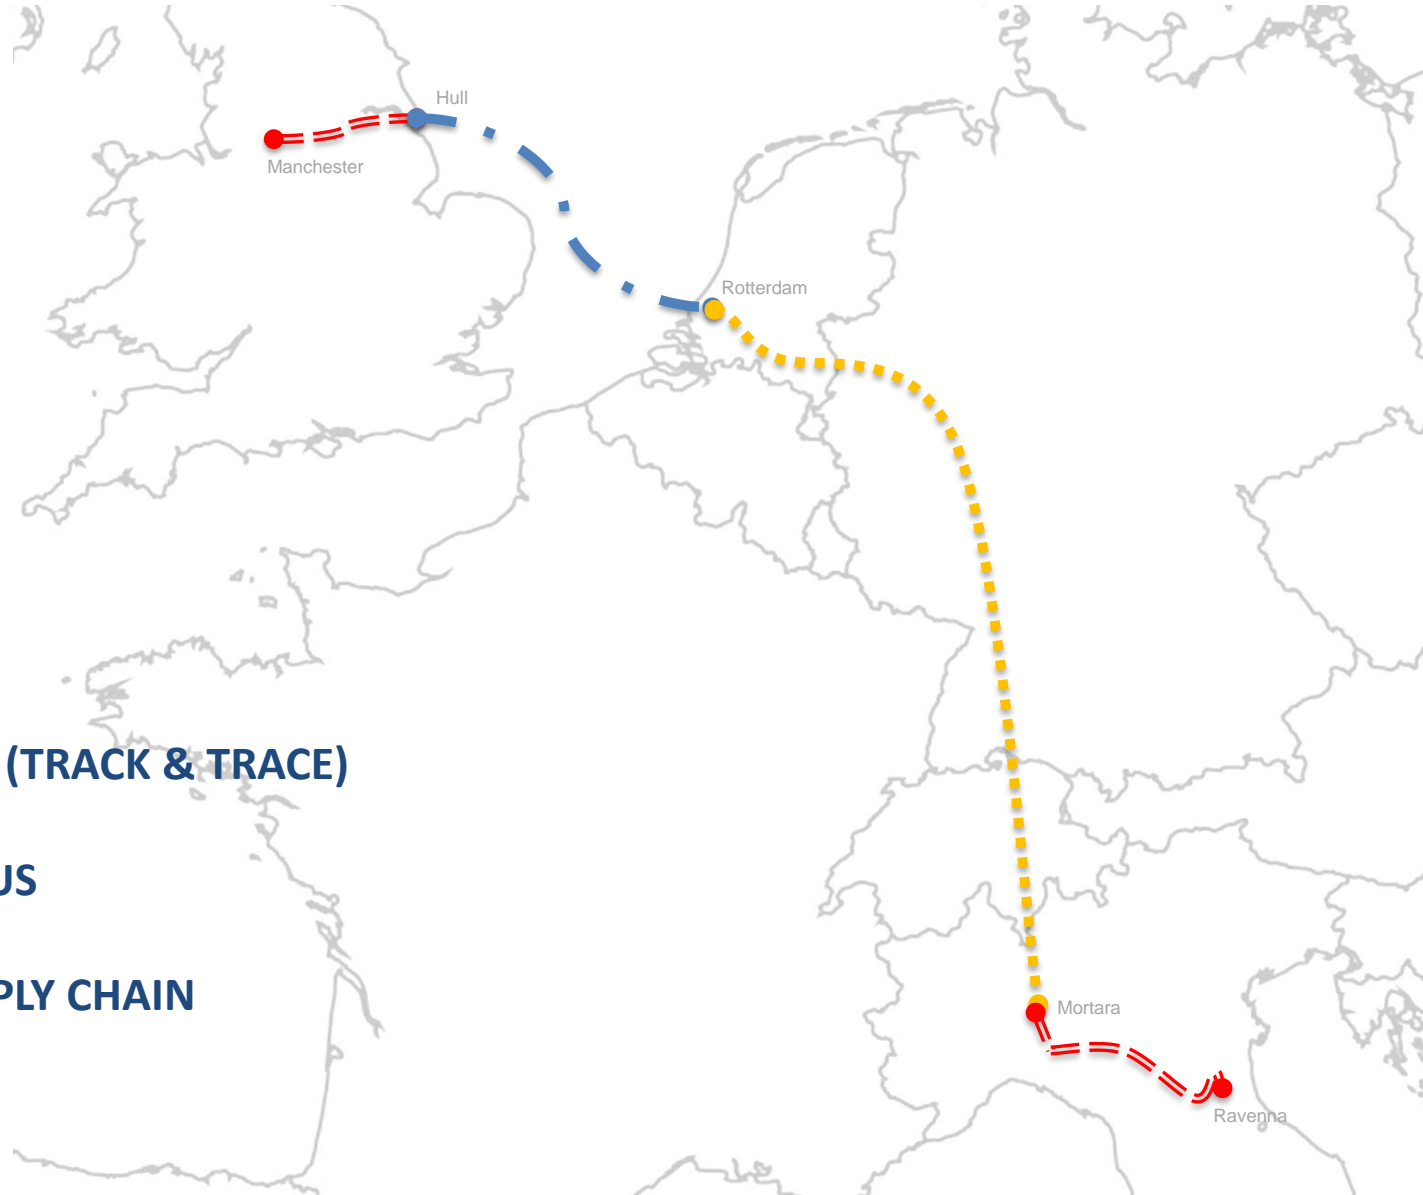 Hull
Manchester
Rotterdam
(TRACK & TRACE)
US
PLY CHAIN
Mortara
Ravenna